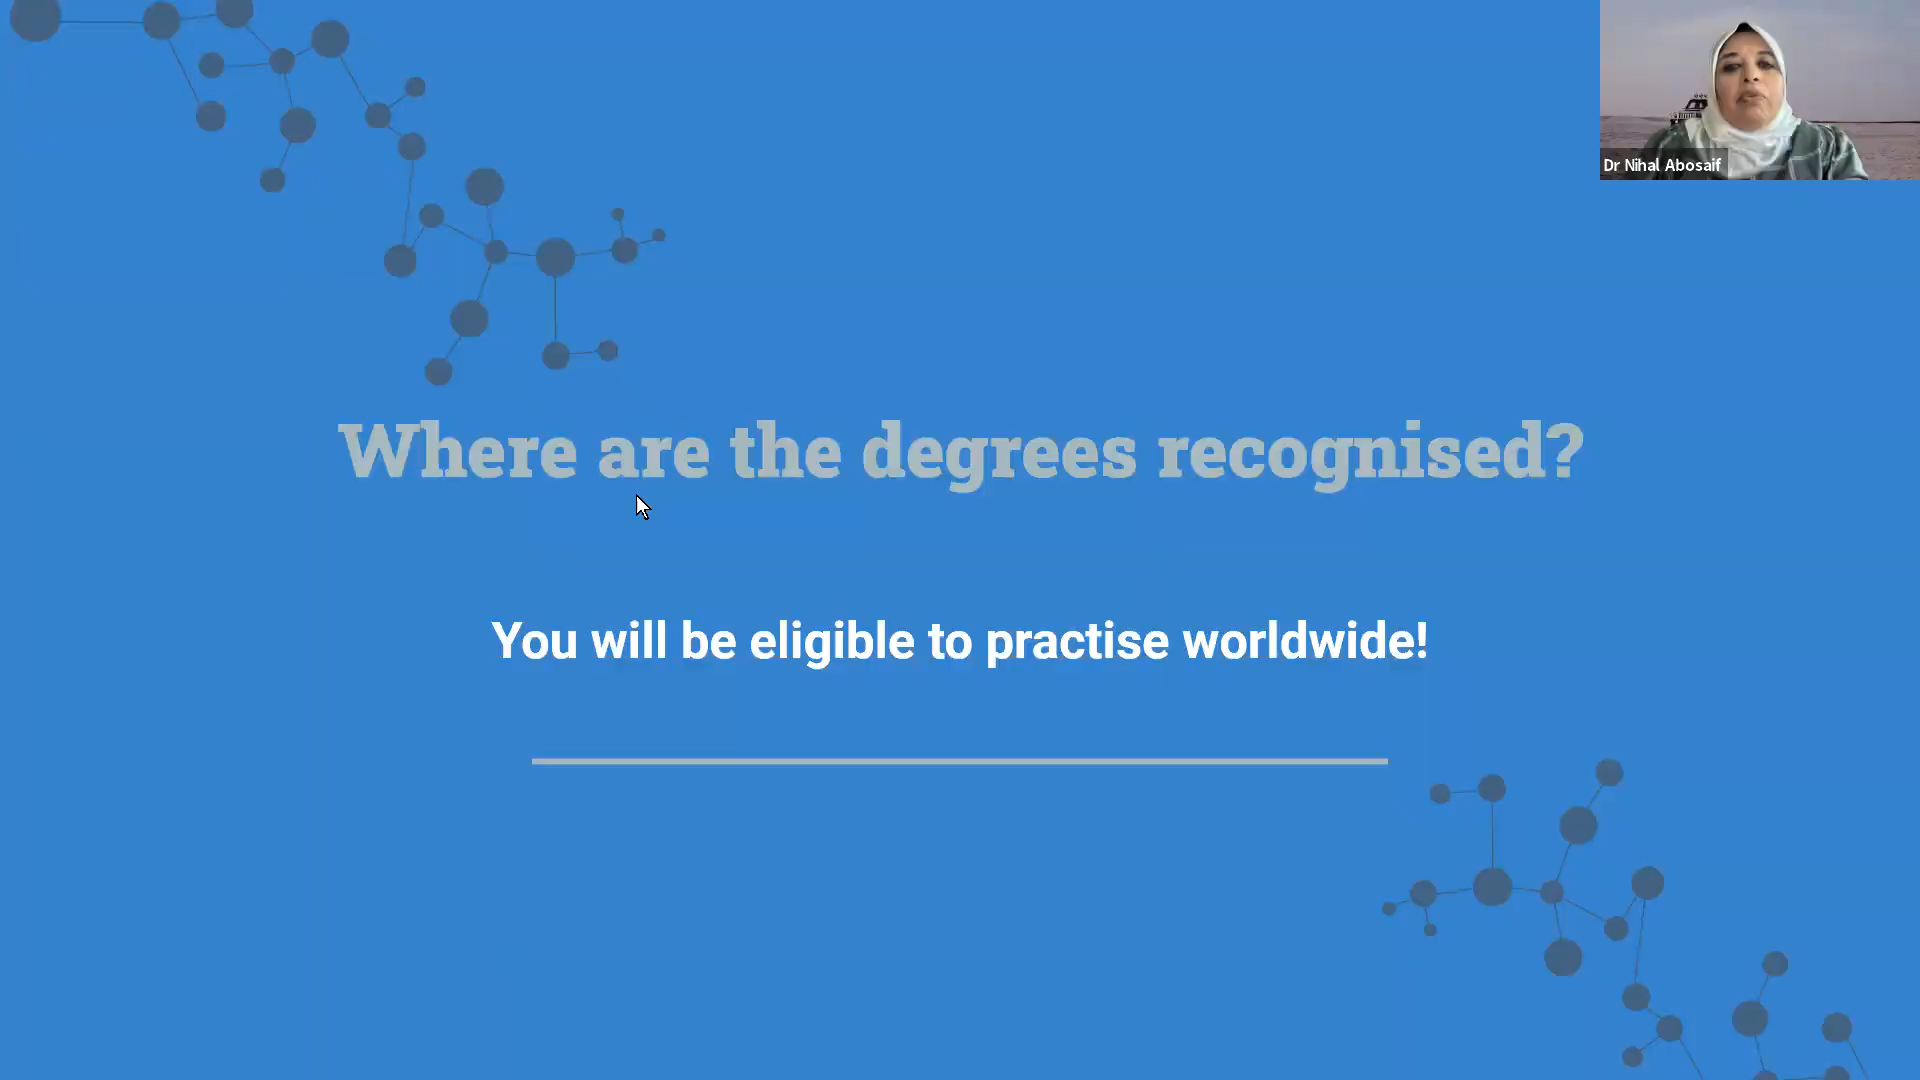 Dr Nihal Abosaif
Where are the degrees recognised?
You will be eligible to practise worldwide!